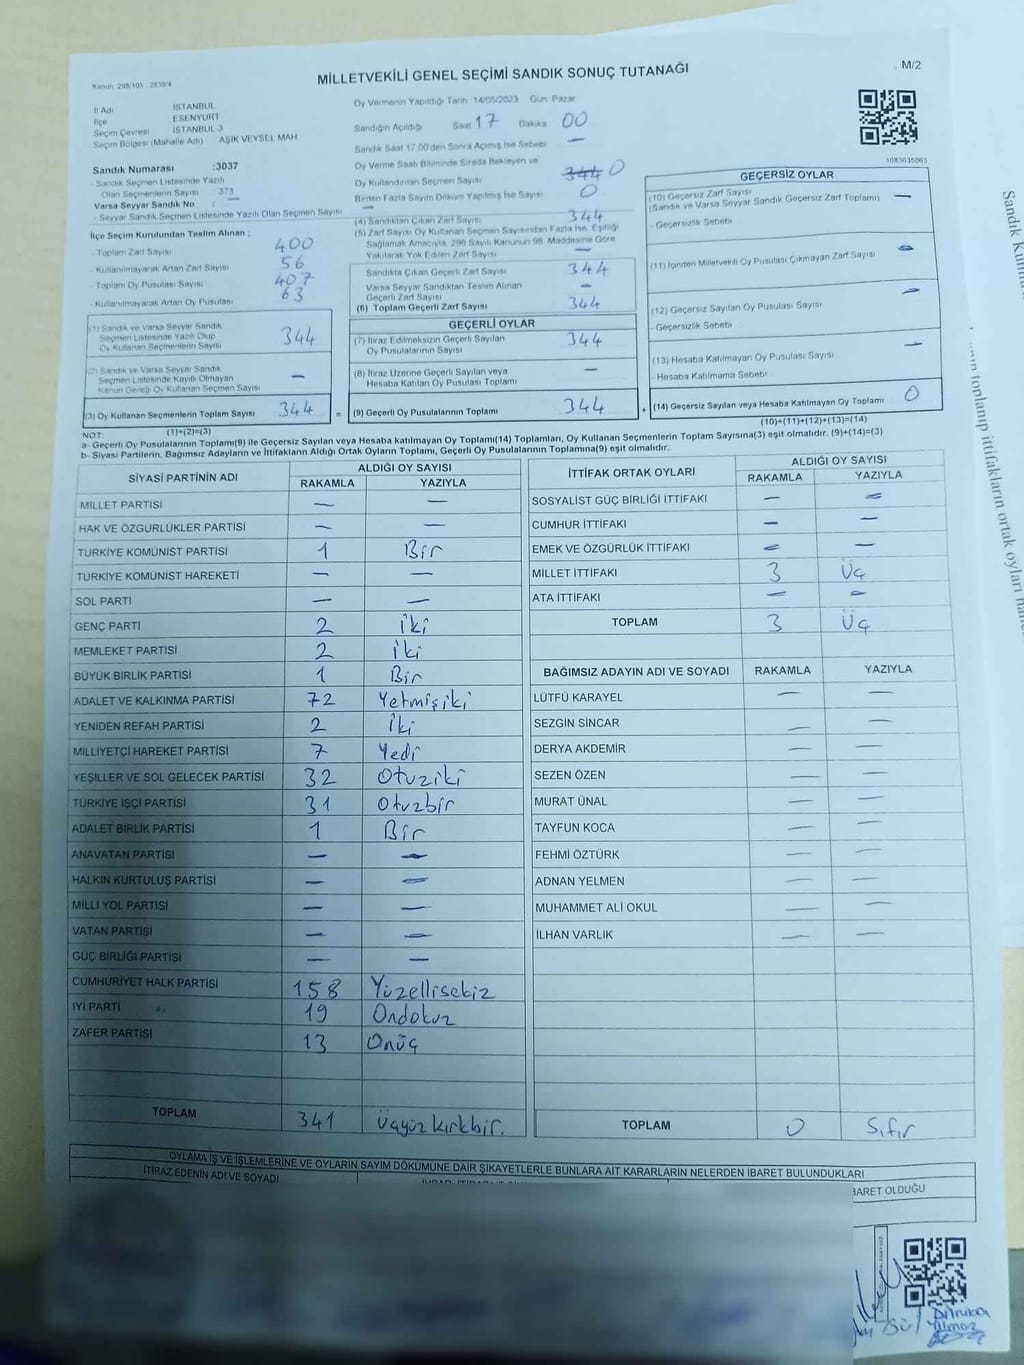 Kanun: 298/105 : 2839/4
MİLLETVEKİLİ GENEL SEÇİMİ SANDIK SONUÇ TUTANAĞI
M/2
İl Adı İSTANBUL
İlçe ESENYURT
Seçim Çevresi İSTANBUL-3
Seçim Bölgesi (Mahalle Adı) AŞIK VEYSEL MAH
Sandık Numarası :3037
- Sandık Seçmen Listesinde Yazılı
Olan Seçmenlerin Sayısı : 373
Varsa Seyyar Sandık No : —
- Seyyar Sandık Seçmen Listesinde Yazılı Olan Seçmen Sayısı —
İlçe Seçim Kurulundan Teslim Alınan ;
- Toplam Zarf Sayısı 400
- Kullanılmayarak Artan Zarf Sayısı 56
- Toplam Oy Pusulası Sayısı 407
- Kullanılmayarak Artan Oy Pusulası 63
(1) Sandık ve Varsa Seyyar Sandık
Seçmen Listesinde Yazılı Olup
Oy Kullanan Seçmenlerin Sayısı 344
(2) Sandık ve Varsa Seyyar Sandık
Seçmen Listesinde Kayıtlı Olmayan
Kanun Gereği Oy Kullanan Seçmen Sayısı —
(3) Oy Kullanan Seçmenlerin Toplam Sayısı 344 =
(1)+(2)=(3)
Oy Vermenin Yapıldığı Tarih 14/05/2023 Gün: Pazar
Sandığın Açıldığı Saat 17 Dakika 00
Sandık Saat 17:00'den Sonra Açılmış İse Sebebi —
Oy Verme Saati Bitiminde Sırada Bekleyen ve
Oy Kullandırılan Seçmen Sayısı 344 0
Birden Fazla Sayım Döküm Yapılmış İse Sayısı 0
(4) Sandıktan Çıkan Zarf Sayısı 344
(5) Zarf Sayısı Oy Kullanan Seçmen Sayısından Fazla İse, Eşitliği
Sağlamak Amacıyla, 298 Sayılı Kanunun 98. Maddesine Göre
Yakılarak Yok Edilen Zarf Sayısı —
Sandıkta Çıkan Geçerli Zarf Sayısı 344
Varsa Seyyar Sandıktan Teslim Alınan
Geçerli Zarf Sayısı —
(6) Toplam Geçerli Zarf Sayısı 344
GEÇERLİ OYLAR
(7) İtiraz Edilmeksizin Geçerli Sayılan
Oy Pusulalarının Sayısı 344
(8) İtiraz Üzerine Geçerli Sayılan veya
Hesaba Katılan Oy Pusulası Toplamı —
(9) Geçerli Oy Pusulalarının Toplamı 344 +
1083035063
GEÇERSİZ OYLAR
(10) Geçersiz Zarf Sayısı
(Sandık ve Varsa Seyyar Sandık Geçersiz Zarf Toplamı) —
- Geçersizlik Sebebi
(11) İçinden Milletvekili Oy Pusulası Çıkmayan Zarf Sayısı —
(12) Geçersiz Sayılan Oy Pusulası Sayısı —
- Geçersizlik Sebebi
(13) Hesaba Katılmayan Oy Pusulası Sayısı —
- Hesaba Katılmama Sebebi
(14) Geçersiz Sayılan veya Hesaba Katılmayan Oy Toplamı 0
(10)+(11)+(12)+(13)=(14)
NOT:
a- Geçerli Oy Pusulalarının Toplamı(9) ile Geçersiz Sayılan veya Hesaba katılmayan Oy Toplamı(14) Toplamları, Oy Kullanan Seçmenlerin Toplam Sayısına(3) eşit olmalıdır. (9)+(14)=(3)
b- Siyasi Partilerin, Bağımsız Adayların ve İttifakların Aldığı Ortak Oyların Toplamı, Geçerli Oy Pusulalarının Toplamına(9) eşit olmalıdır.
SİYASİ PARTİNİN ADI ALDIĞI OY SAYISI
RAKAMLA YAZIYLA
MİLLET PARTİSİ — —
HAK VE ÖZGÜRLÜKLER PARTİSİ — —
TÜRKİYE KOMÜNİST PARTİSİ 1 Bir
TÜRKİYE KOMÜNİST HAREKETİ — —
SOL PARTİ — —
GENÇ PARTİ 2 İki
MEMLEKET PARTİSİ 2 İki
BÜYÜK BİRLİK PARTİSİ 1 Bir
ADALET VE KALKINMA PARTİSİ 72 Yetmişiki
YENİDEN REFAH PARTİSİ 2 İki
MİLLİYETÇİ HAREKET PARTİSİ 7 Yedi
YEŞİLLER VE SOL GELECEK PARTİSİ 32 Otuziki
TÜRKİYE İŞÇİ PARTİSİ 31 Otuzbir
ADALET BİRLİK PARTİSİ 1 Bir
ANAVATAN PARTİSİ — —
HALKIN KURTULUŞ PARTİSİ — —
MİLLİ YOL PARTİSİ — —
VATAN PARTİSİ — —
GÜÇ BİRLİĞİ PARTİSİ — —
CUMHURİYET HALK PARTİSİ 158 Yüzellisekiz
İYİ PARTİ 19 Ondokuz
ZAFER PARTİSİ 13 Onüç
TOPLAM 341 Üçyüzkırkbir.
İTTİFAK ORTAK OYLARI ALDIĞI OY SAYISI
RAKAMLA YAZIYLA
SOSYALİST GÜÇ BİRLİĞİ İTTİFAKI — —
CUMHUR İTTİFAKI — —
EMEK VE ÖZGÜRLÜK İTTİFAKI — —
MİLLET İTTİFAKI 3 Üç
ATA İTTİFAKI — —
TOPLAM 3 Üç
BAĞIMSIZ ADAYIN ADI VE SOYADI RAKAMLA YAZIYLA
LÜTFÜ KARAYEL — —
SEZGİN SİNCAR — —
DERYA AKDEMİR — —
SEZEN ÖZEN — —
MURAT ÜNAL — —
TAYFUN KOCA — —
FEHMİ ÖZTÜRK — —
ADNAN YELMEN — —
MUHAMMET ALİ OKUL — —
İLHAN VARLIK — —
TOPLAM 0 Sıfır
OYLAMA İŞ VE İŞLEMLERİNE VE OYLARIN SAYIM DÖKÜMÜNE DAİR ŞİKAYETLERLE BUNLARA AİT KARARLARIN NELERDEN İBARET BULUNDUKLARI
İTİRAZ EDENİN ADI VE SOYADI
BARET OLDUĞU
Gül
Yılmaz
Sandık
toplanıp ittifakların ortak oyları